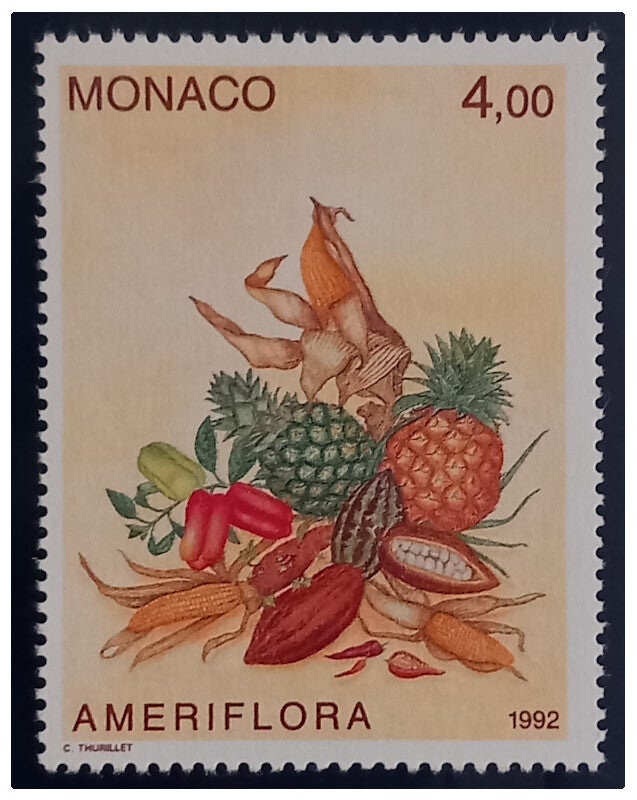 MONACO 4,00
AMERIFLORA 1992
C. THURILLET